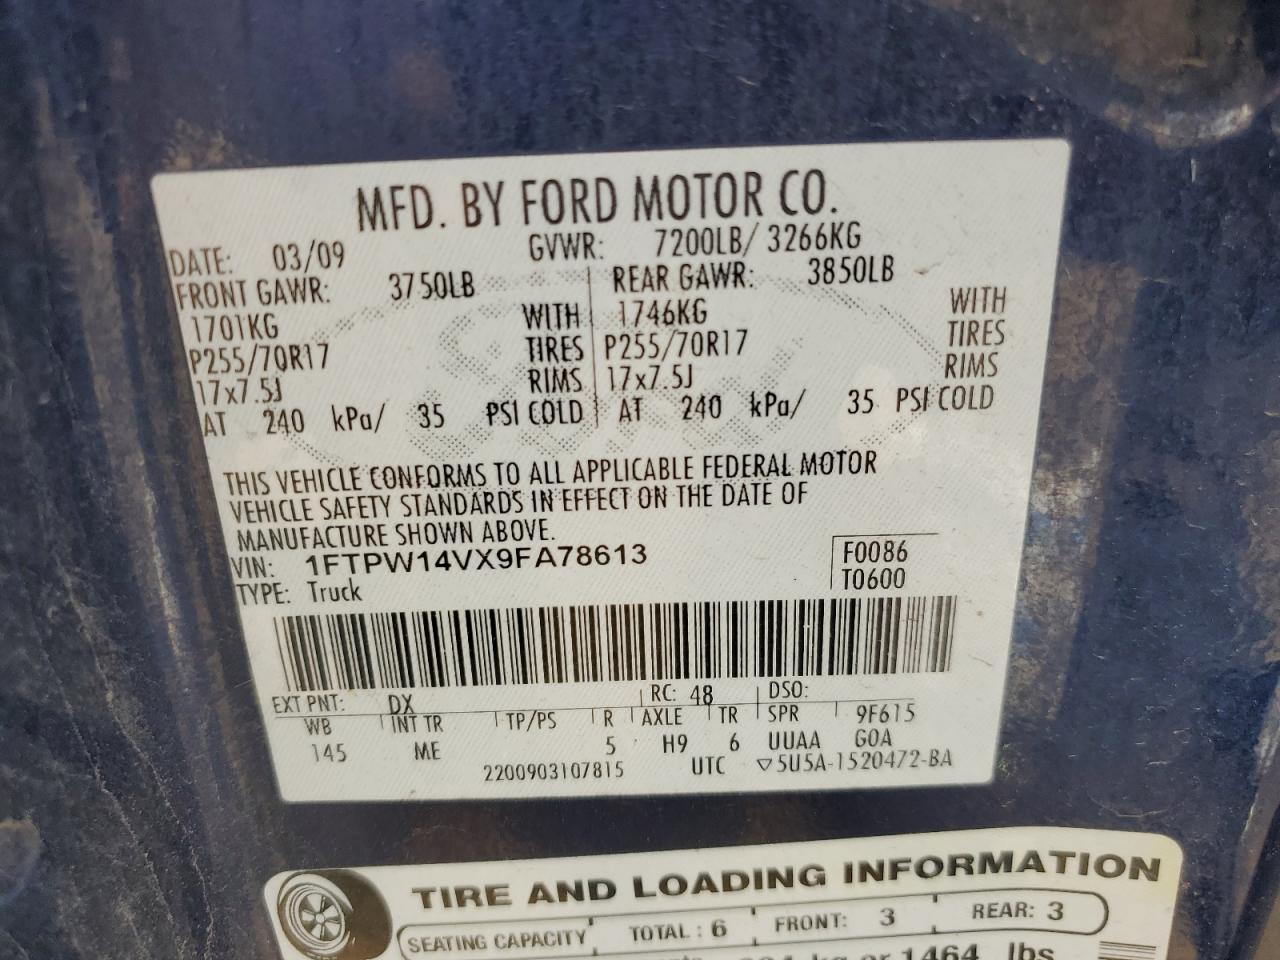 MFD. BY FORD MOTOR CO.
DATE: 03/09 GVWR: 7200LB/ 3266KG
FRONT GAWR: 3750LB REAR GAWR: 3850LB
1701KG WITH 1746KG WITH
P255/70R17 TIRES P255/70R17 TIRES
17x7.5J RIMS 17x7.5J RIMS
AT 240 kPa/ 35 PSI COLD AT 240 kPa/ 35 PSI COLD
THIS VEHICLE CONFORMS TO ALL APPLICABLE FEDERAL MOTOR
VEHICLE SAFETY STANDARDS IN EFFECT ON THE DATE OF
MANUFACTURE SHOWN ABOVE.
VIN: 1FTPW14VX9FA78613 F0086
TYPE: Truck T0600
EXT PNT: DX RC: 48 DSO:
WB INT TR TP/PS R AXLE TR SPR 9F615
145 ME 5 H9 6 UUAA GOA
2200903107815 UTC ▽5U5A-1520472-BA
TIRE AND LOADING INFORMATION
SEATING CAPACITY TOTAL: 6 FRONT: 3 REAR: 3
kg or 1464 lbs